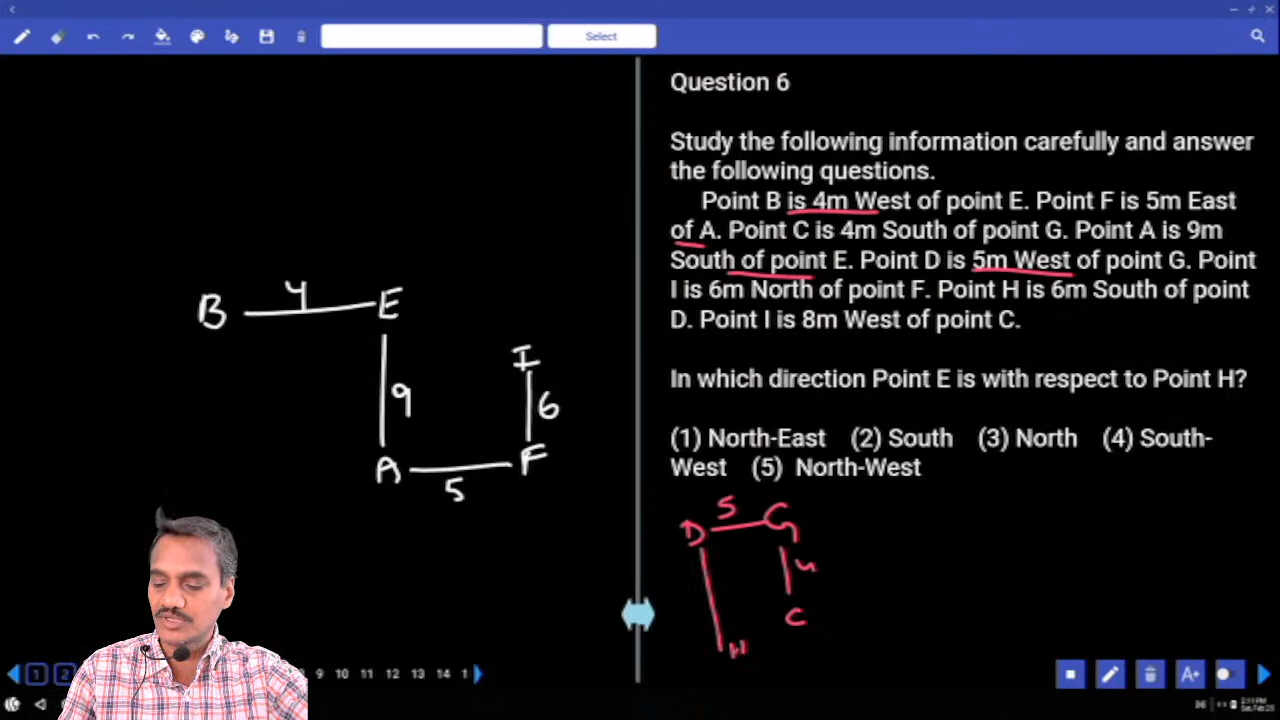 Select
Question 6
Study the following information carefully and answer
the following questions.
Point B is 4m West of point E. Point F is 5m East
of A. Point C is 4m South of point G. Point A is 9m
South of point E. Point D is 5m West of point G. Point
I is 6m North of point F. Point H is 6m South of point
D. Point I is 8m West of point C.
In which direction Point E is with respect to Point H?
(1) North-East (2) South (3) North (4) South-
West (5) North-West
B 4 E
I
9 6
A F
5
5
D G
4
C
H
1 2 9 10 11 12 13 14 1
A+